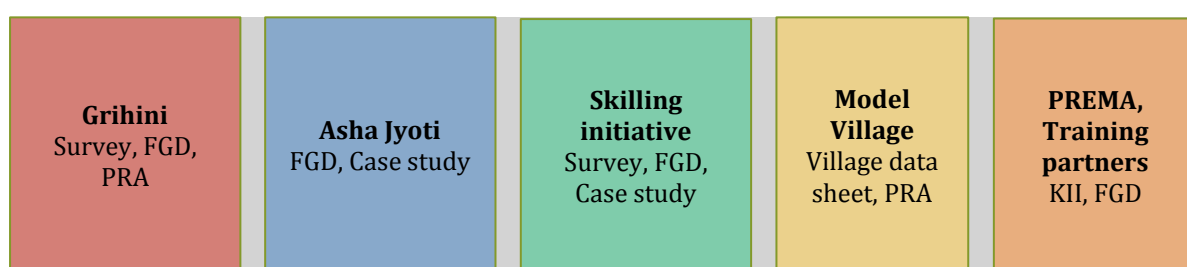 Grihini
Survey, FGD,
PRA
Asha Jyoti
FGD, Case study
Skilling
initiative
Survey, FGD,
Case study
Model
Village
Village data
sheet, PRA
PREMA,
Training
partners
KII, FGD